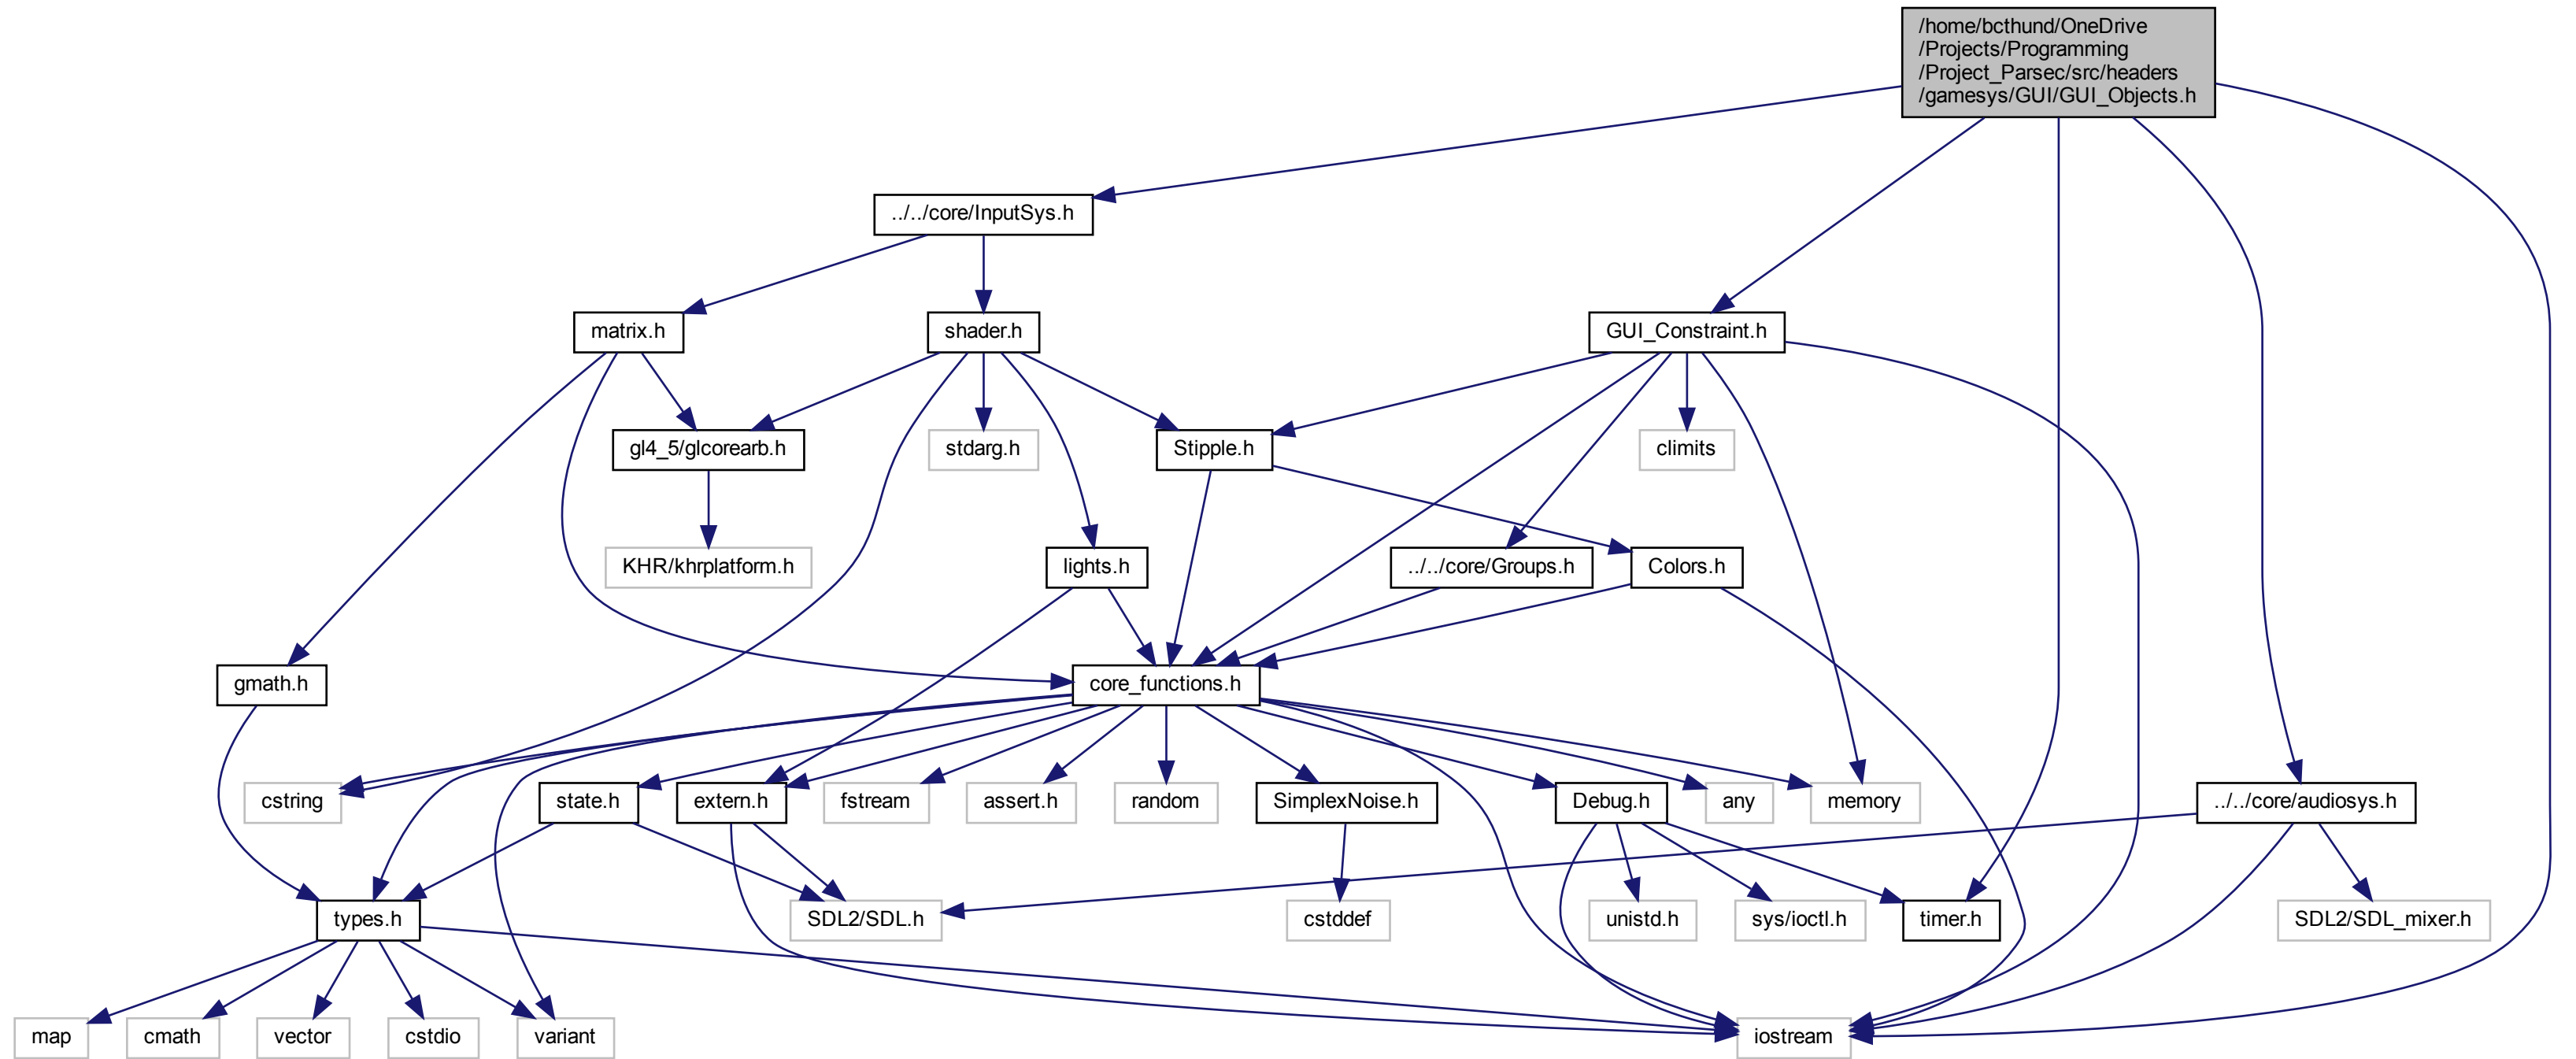 /home/bcthund/OneDrive
/Projects/Programming
/Project_Parsec/src/headers
/gamesys/GUI/GUI_Objects.h
../../core/InputSys.h
matrix.h
shader.h
GUI_Constraint.h
gl4_5/glcorearb.h
stdarg.h
Stipple.h
climits
KHR/khrplatform.h
lights.h
../../core/Groups.h
Colors.h
gmath.h
core_functions.h
cstring
state.h
extern.h
fstream
assert.h
random
SimplexNoise.h
Debug.h
any
memory
../../core/audiosys.h
types.h
SDL2/SDL.h
cstddef
unistd.h
sys/ioctl.h
timer.h
SDL2/SDL_mixer.h
map
cmath
vector
cstdio
variant
iostream